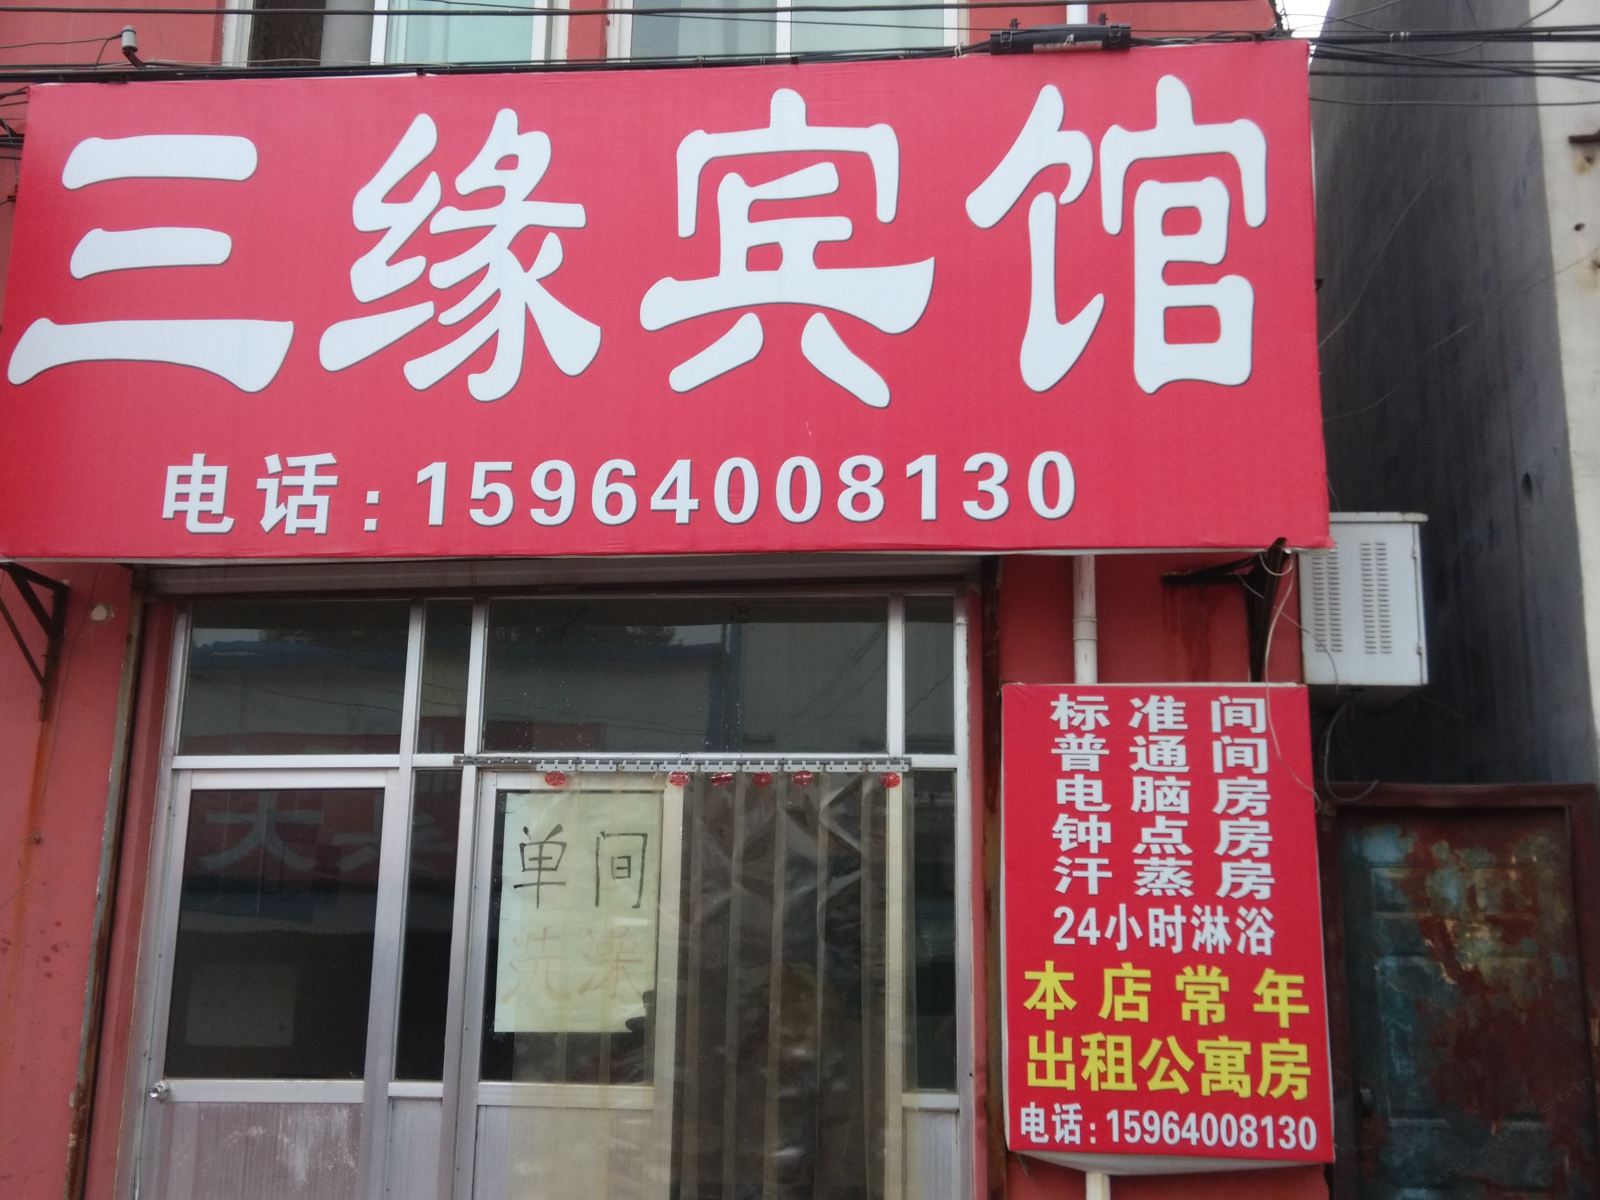 三缘宾馆
电话：15964008130
单间
洗澡
标准间
普通间
电脑房
钟点房
汗蒸房
24小时淋浴
本店常年
出租公寓房
电话：15964008130